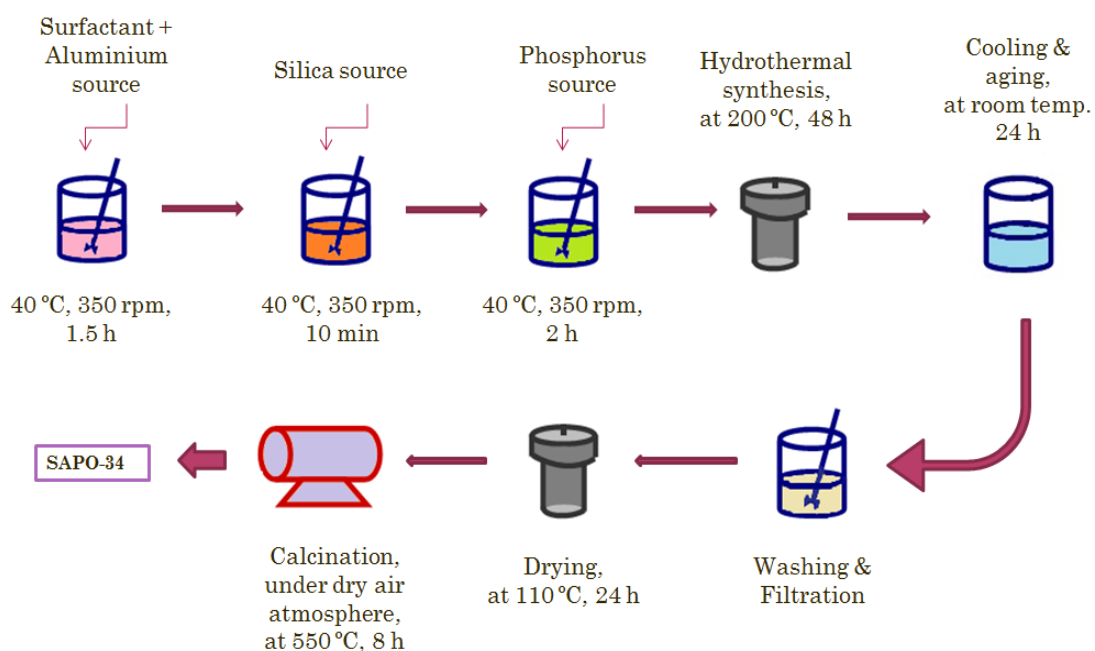 Surfactant +
Aluminium
source
Silica source
Phosphorus
source
Hydrothermal
synthesis,
at 200 °C, 48 h
Cooling &
aging,
at room temp.
24 h
40 °C, 350 rpm,
1.5 h
40 °C, 350 rpm,
10 min
40 °C, 350 rpm,
2 h
SAPO-34
Calcination,
under dry air
atmosphere,
at 550 °C, 8 h
Drying,
at 110 °C, 24 h
Washing &
Filtration